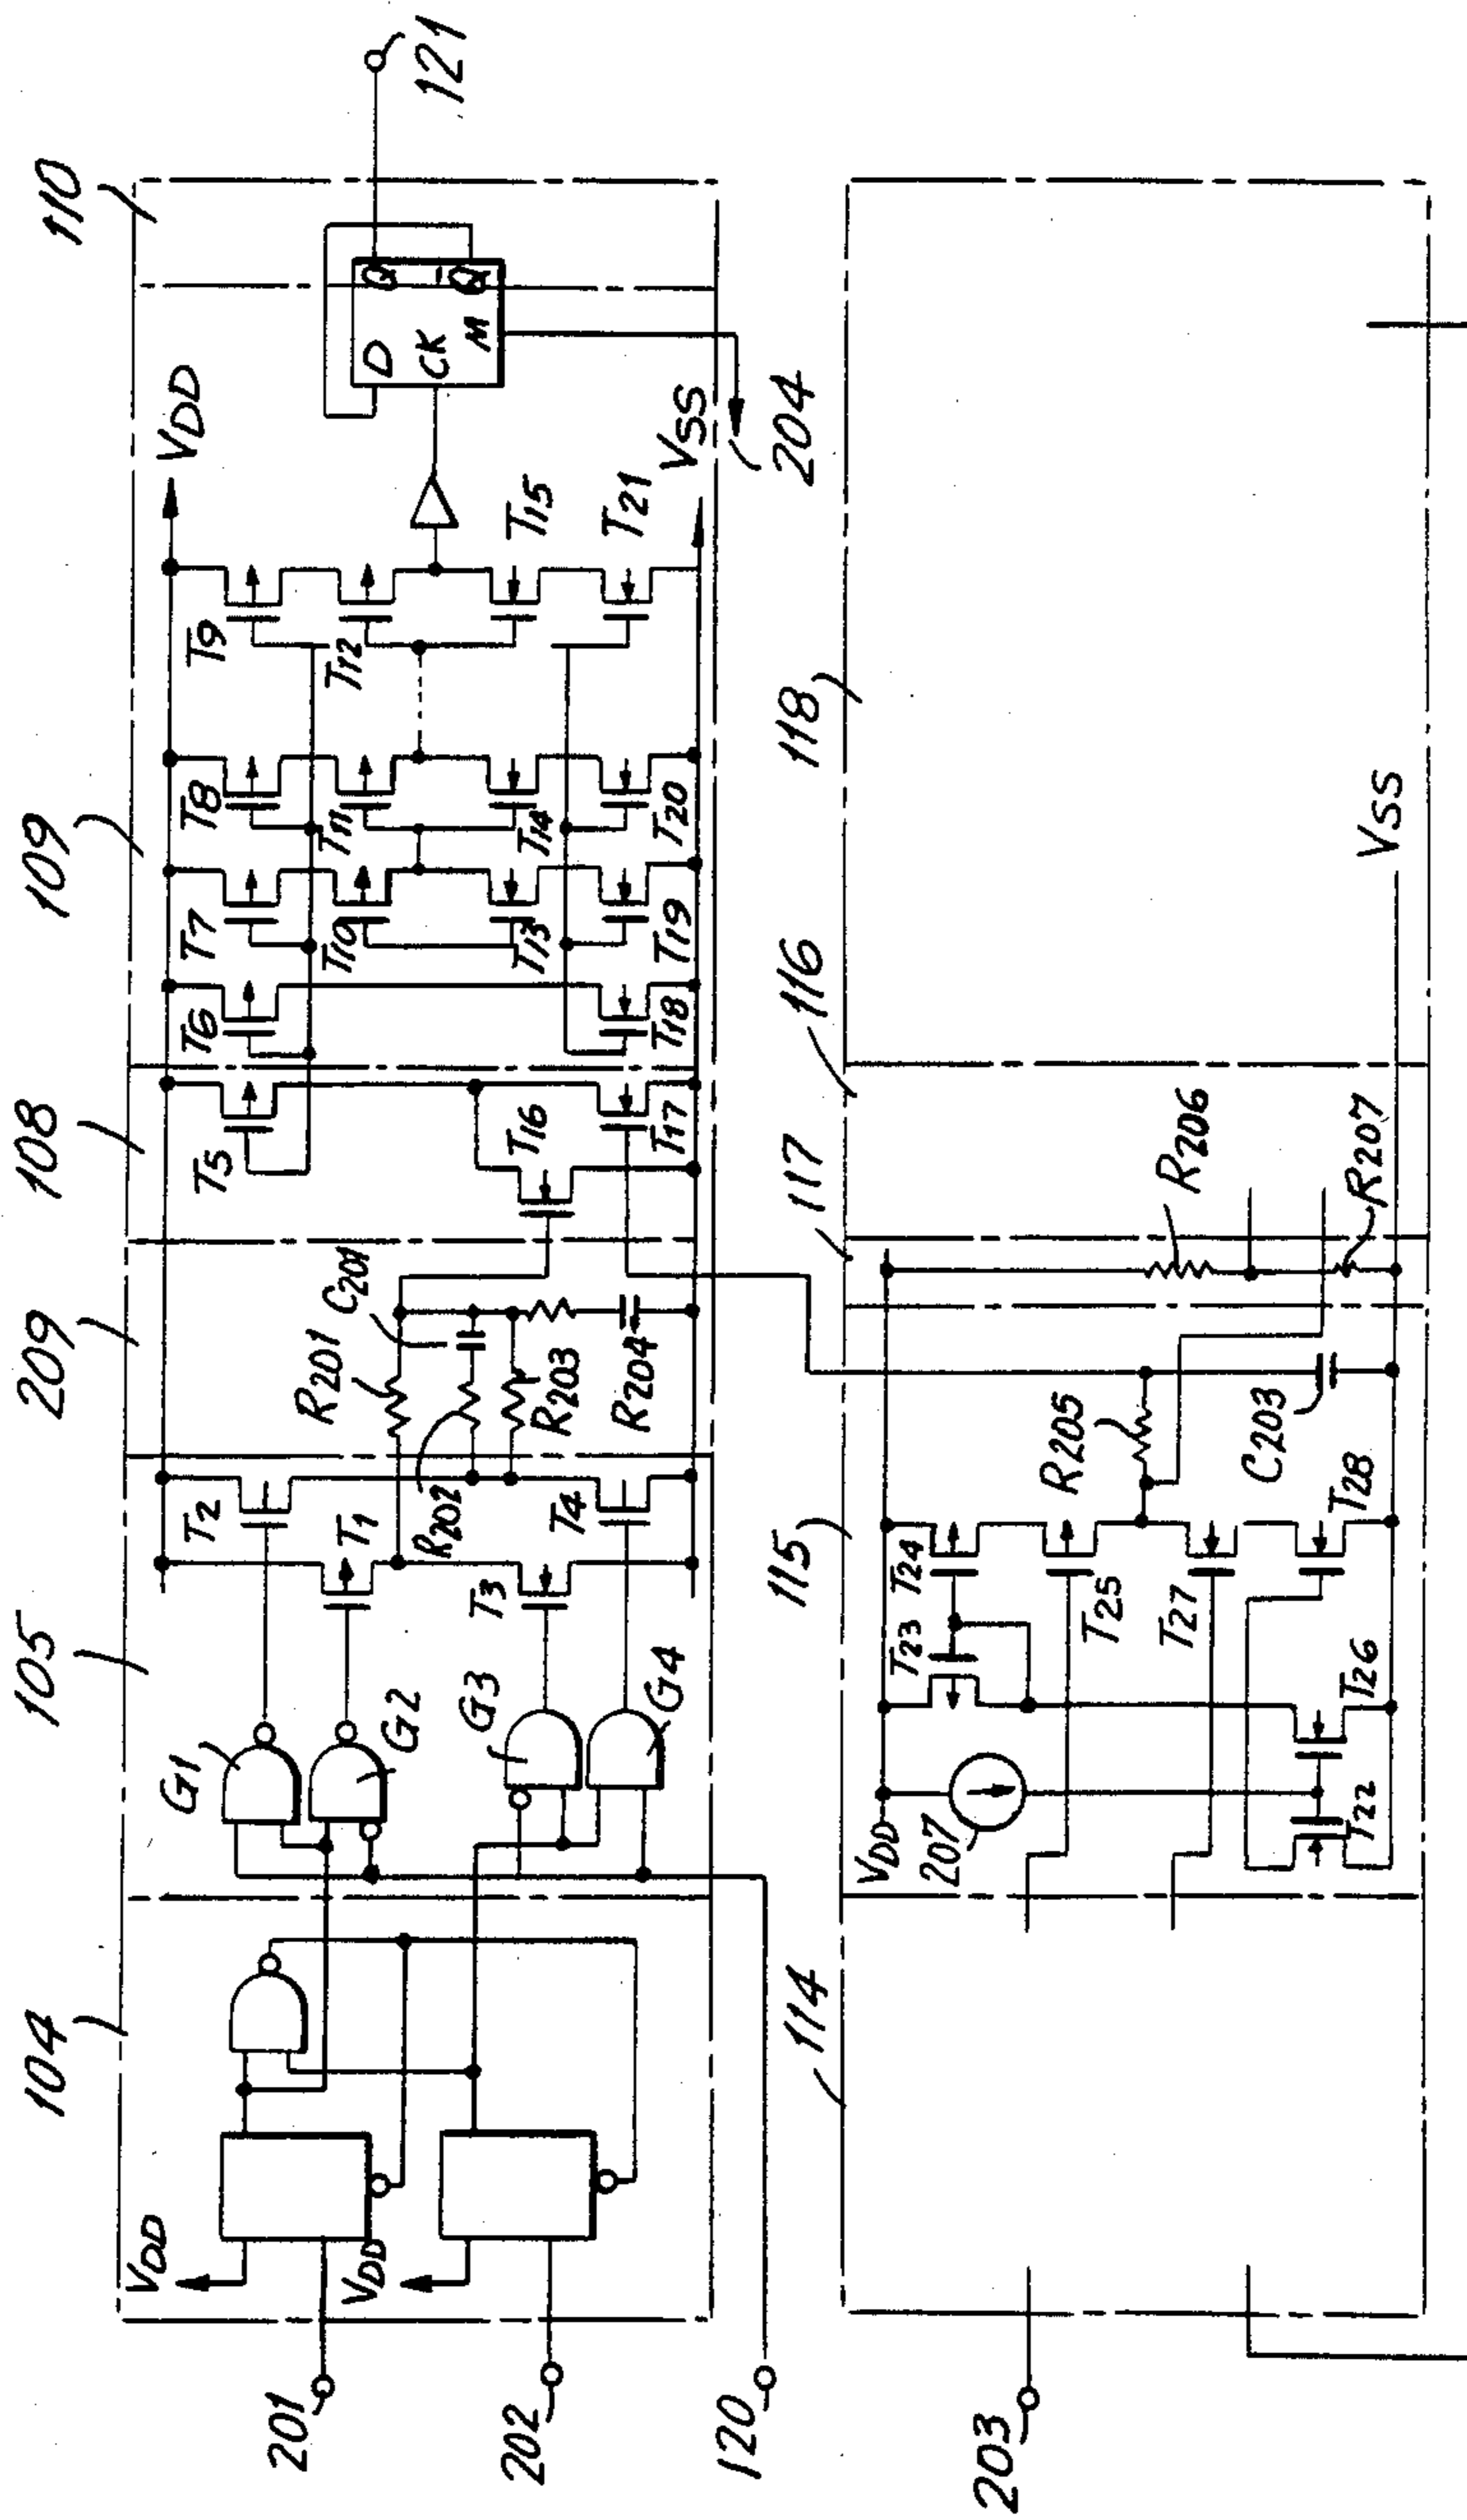 104
105
209
108
109
110
VDD
201
VDD
202
120
G1
G2
G3
G4
T2
T1
T3
T4
R201
C201
R202
R203
R204
T5
T16
T17
T6
T18
T7
T10
T13
T19
T8
T11
T14
T20
T9
T12
T15
T21
VDD
VSS
D
CK
M
Q
Q̅
121
204
114
115
117
116
118
203
VDD
207
T22
T23
T26
T24
T25
T27
T28
R205
C203
R206
R207
VSS